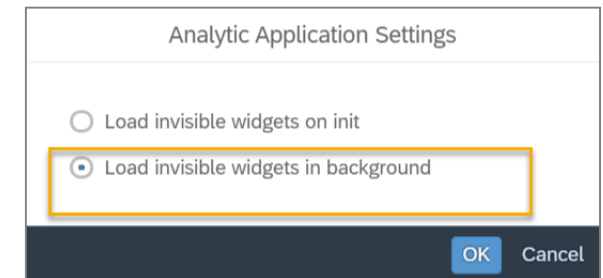 Analytic Application Settings
Load invisible widgets on init
Load invisible widgets in background
OK Cancel